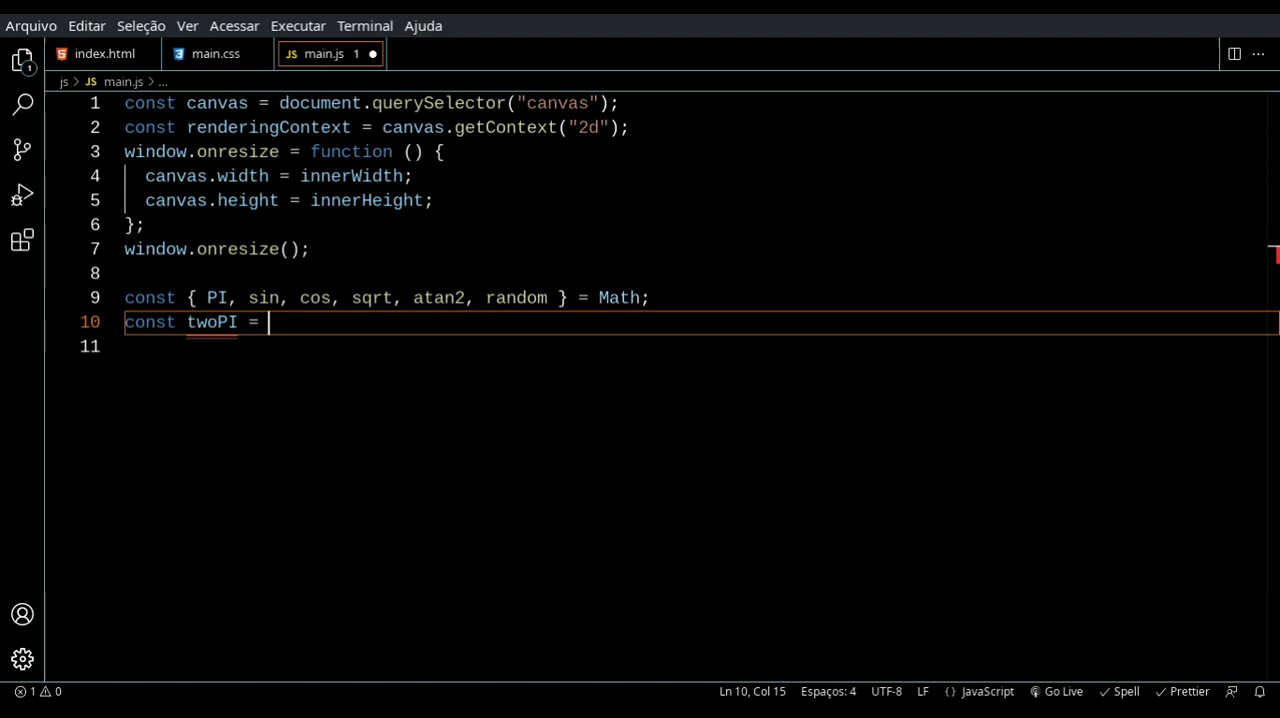 Arquivo Editar Seleção Ver Acessar Executar Terminal Ajuda
index.html main.css JS main.js 1
js > JS main.js > ...
1 const canvas = document.querySelector("canvas");
2 const renderingContext = canvas.getContext("2d");
3 window.onresize = function () {
4 canvas.width = innerWidth;
5 canvas.height = innerHeight;
6 };
7 window.onresize();
8
9 const { PI, sin, cos, sqrt, atan2, random } = Math;
10 const twoPI =
11
1
1 0 Ln 10, Col 15 Espaços: 4 UTF-8 LF {} JavaScript Go Live Spell Prettier